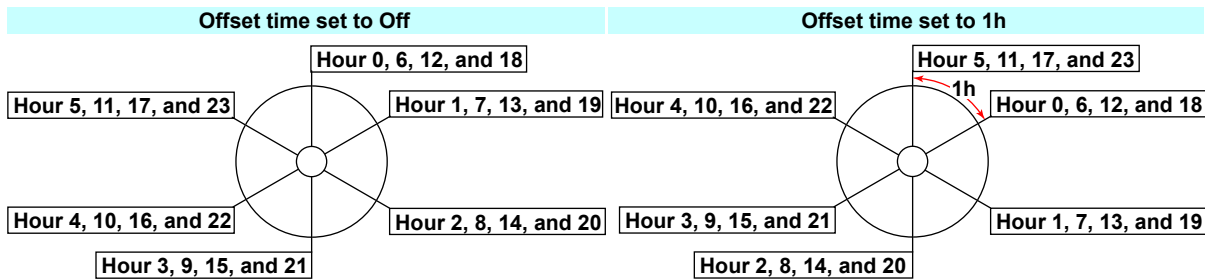 Offset time set to Off
Hour 0, 6, 12, and 18
Hour 5, 11, 17, and 23
Hour 1, 7, 13, and 19
Hour 4, 10, 16, and 22
Hour 2, 8, 14, and 20
Hour 3, 9, 15, and 21
Offset time set to 1h
Hour 5, 11, 17, and 23
1h
Hour 4, 10, 16, and 22
Hour 0, 6, 12, and 18
Hour 3, 9, 15, and 21
Hour 1, 7, 13, and 19
Hour 2, 8, 14, and 20